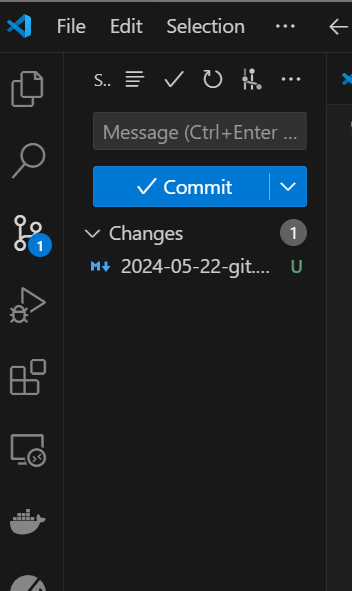 File Edit Selection ···
S.. ···
Message (Ctrl+Enter ...
Commit
Changes 1
2024-05-22-git.... U
1